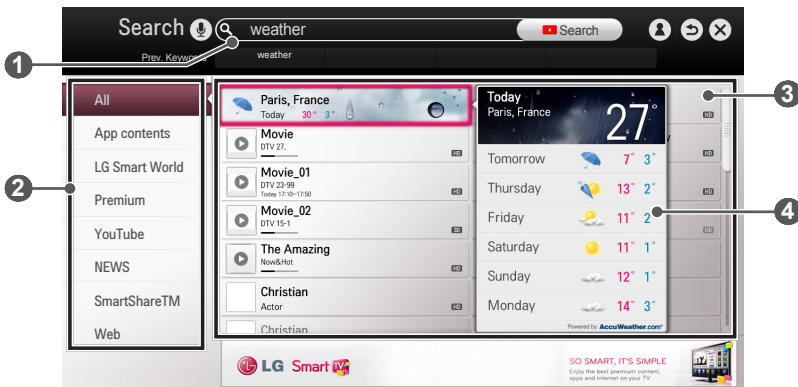 Search
weather
Search
1
Prev. Keywords
weather
2
All
App contents
LG Smart World
Premium
YouTube
NEWS
SmartShareTM
Web
Paris, France
Today 30° 3°
Movie
DTV 27.
HD
Movie_01
DTV 23-99
Today 17:10~17:50
HD
Movie_02
DTV 15-1
The Amazing
Now&Hot
HD
Christian
Actor
HD
Christian
Today
Paris, France
27°
Tomorrow 7° 3°
Thursday 13° 2°
Friday 11° 2
Saturday 11° 1°
Sunday 12° 1°
Monday 14° 3°
Powered by AccuWeather.com®
3
HD
HD
HD
4
LG Smart TV
SO SMART, IT'S SIMPLE
Enjoy the best premium content,
apps and internet on your TV